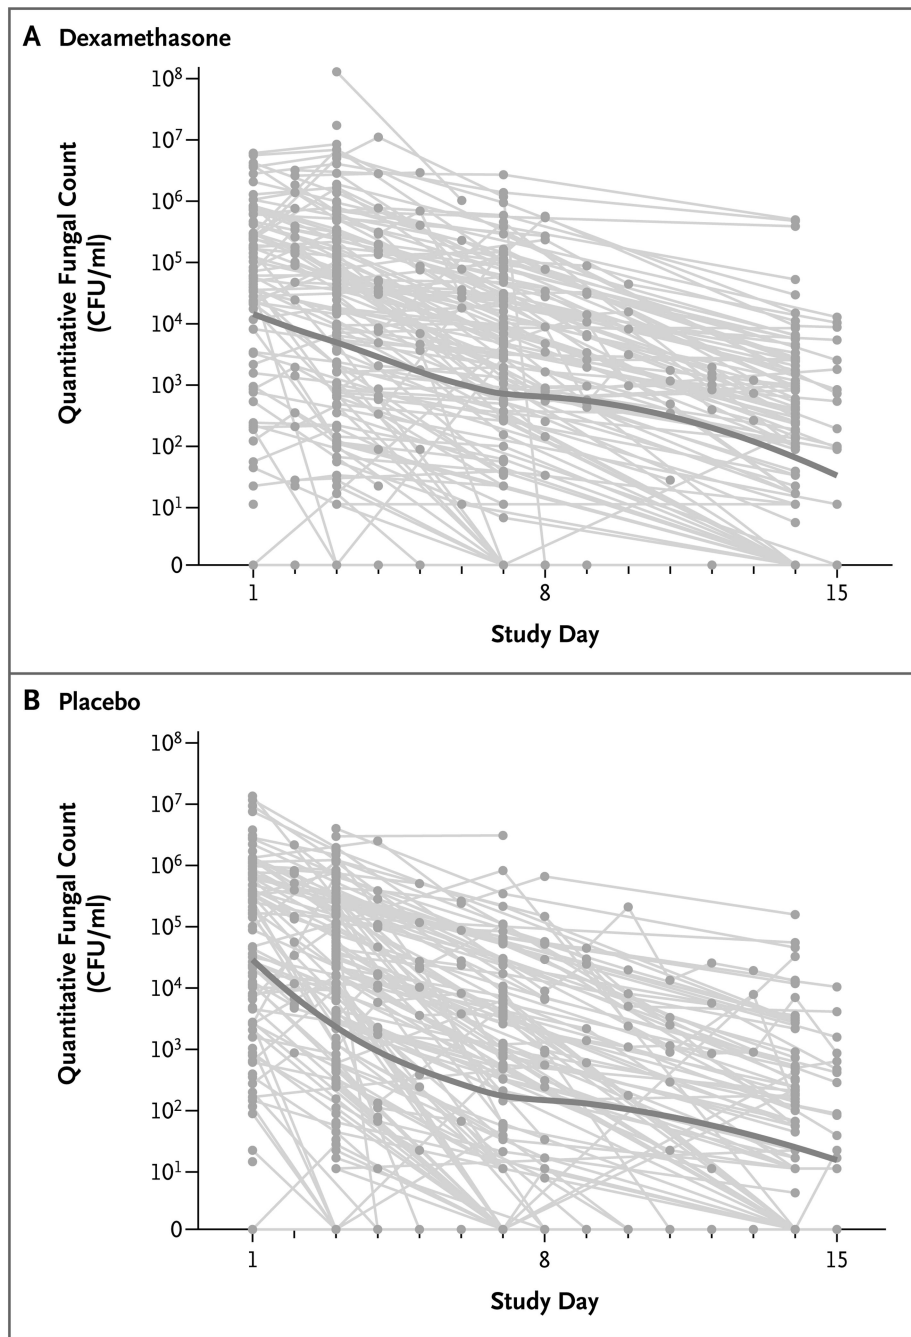 A Dexamethasone
Quantitative Fungal Count
(CFU/ml)
10⁸
10⁷
10⁶
10⁵
10⁴
10³
10²
10¹
0
1 8 15
Study Day
B Placebo
Quantitative Fungal Count
(CFU/ml)
10⁸
10⁷
10⁶
10⁵
10⁴
10³
10²
10¹
0
1 8 15
Study Day